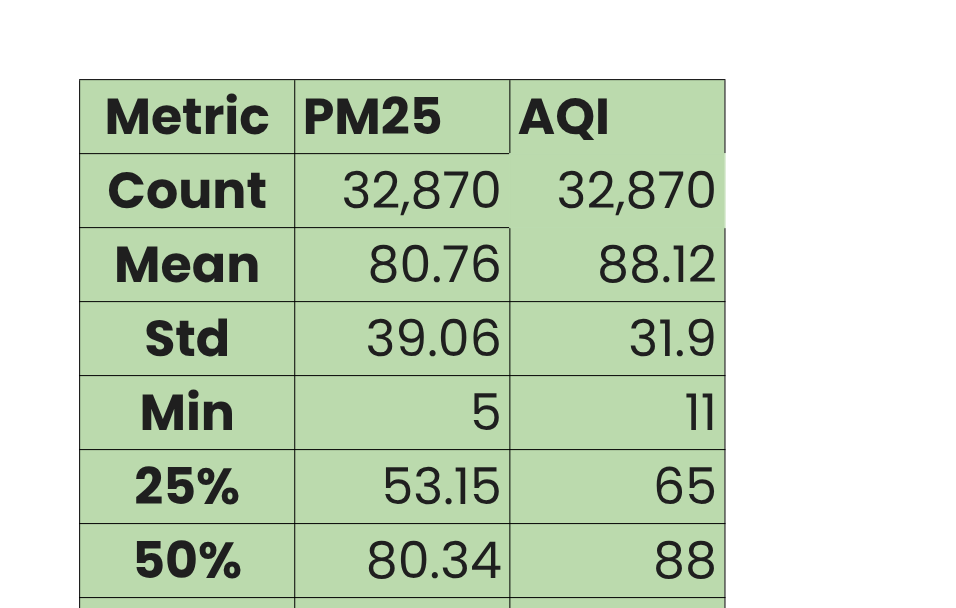 Metric PM25 AQI
Count 32,870 32,870
Mean 80.76 88.12
Std 39.06 31.9
Min 5 11
25% 53.15 65
50% 80.34 88